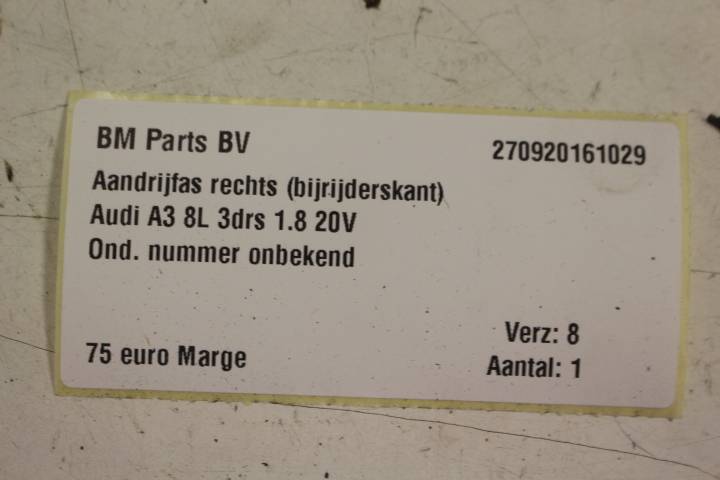 BM Parts BV
270920161029
Aandrijfas rechts (bijrijderskant)
Audi A3 8L 3drs 1.8 20V
Ond. nummer onbekend
Verz: 8
75 euro Marge
Aantal: 1